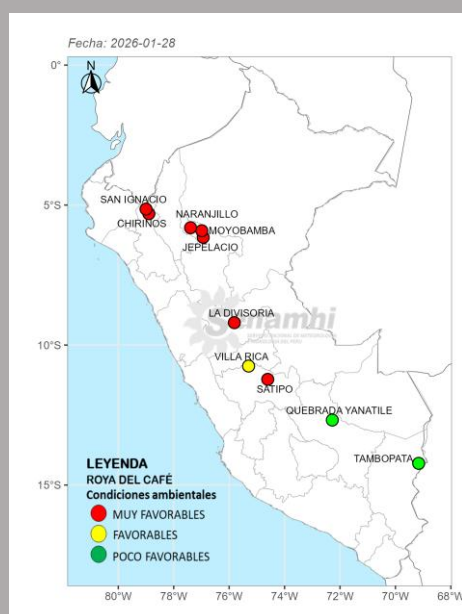 Fecha: 2026-01-28
N
0°
5°S
10°S
15°S
SAN IGNACIO
CHIRINOS
NARANJILLO
MOYOBAMBA
JEPELACIO
LA DIVISORIA
Senamhi
VILLA RICA
SATIPO
QUEBRADA YANATILE
TAMBOPATA
LEYENDA
ROYA DEL CAFÉ
Condiciones ambientales
MUY FAVORABLES
FAVORABLES
POCO FAVORABLES
80°W 78°W 76°W 74°W 72°W 70°W 68°W